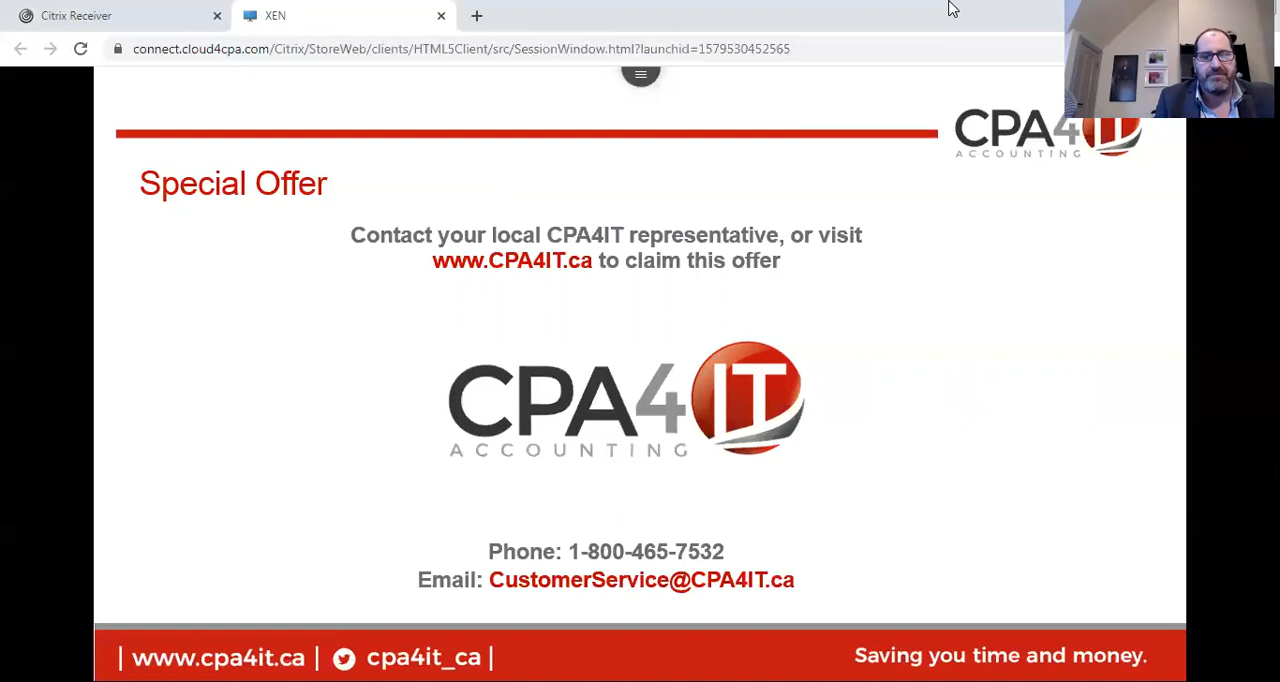 Citrix Receiver
XEN
connect.cloud4cpa.com/Citrix/StoreWeb/clients/HTML5Client/src/SessionWindow.html?launchid=1579530452565
CPA4IT
ACCOUNTING
Special Offer
Contact your local CPA4IT representative, or visit
www.CPA4IT.ca to claim this offer
CPA4IT
ACCOUNTING
Phone: 1-800-465-7532
Email: CustomerService@CPA4IT.ca
| www.cpa4it.ca | cpa4it_ca |
Saving you time and money.